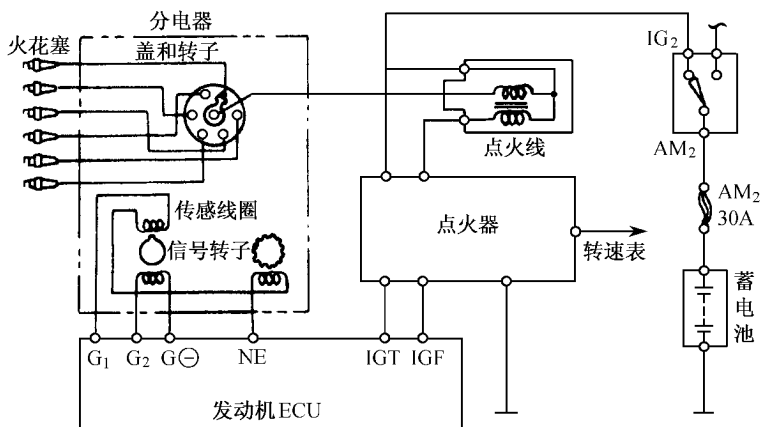 分电器
火花塞
盖和转子
IG₂
点火线
AM₂
AM₂
30A
传感线圈
信号转子
点火器
转速表
蓄电池
G₁ G₂ G⊖ NE IGT IGF
发动机ECU